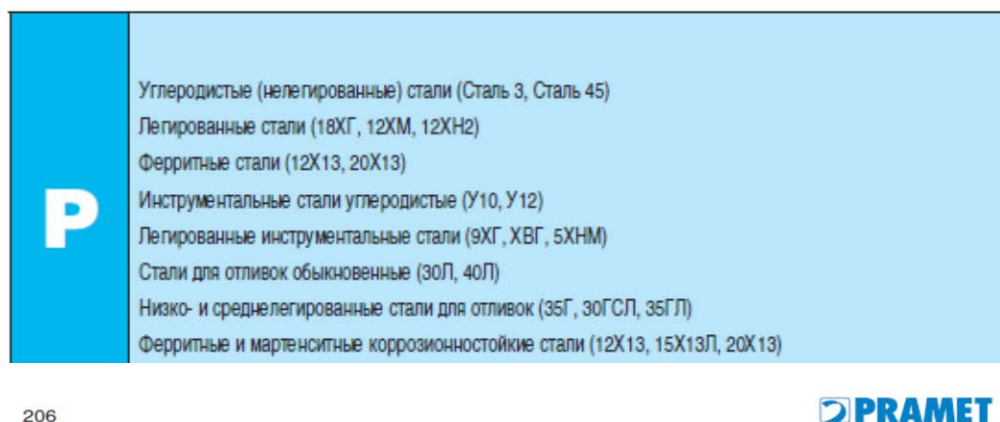 P
Углеродистые (нелегированные) стали (Сталь 3, Сталь 45)
Легированные стали (18ХГ, 12ХМ, 12ХН2)
Ферритные стали (12Х13, 20Х13)
Инструментальные стали углеродистые (У10, У12)
Легированные инструментальные стали (9ХГ, ХВГ, 5ХНМ)
Стали для отливок обыкновенные (30Л, 40Л)
Низко- и среднелегированные стали для отливок (35Г, 30ГСЛ, 35ГЛ)
Ферритные и мартенситные коррозионностойкие стали (12Х13, 15Х13Л, 20Х13)
206
PRAMET